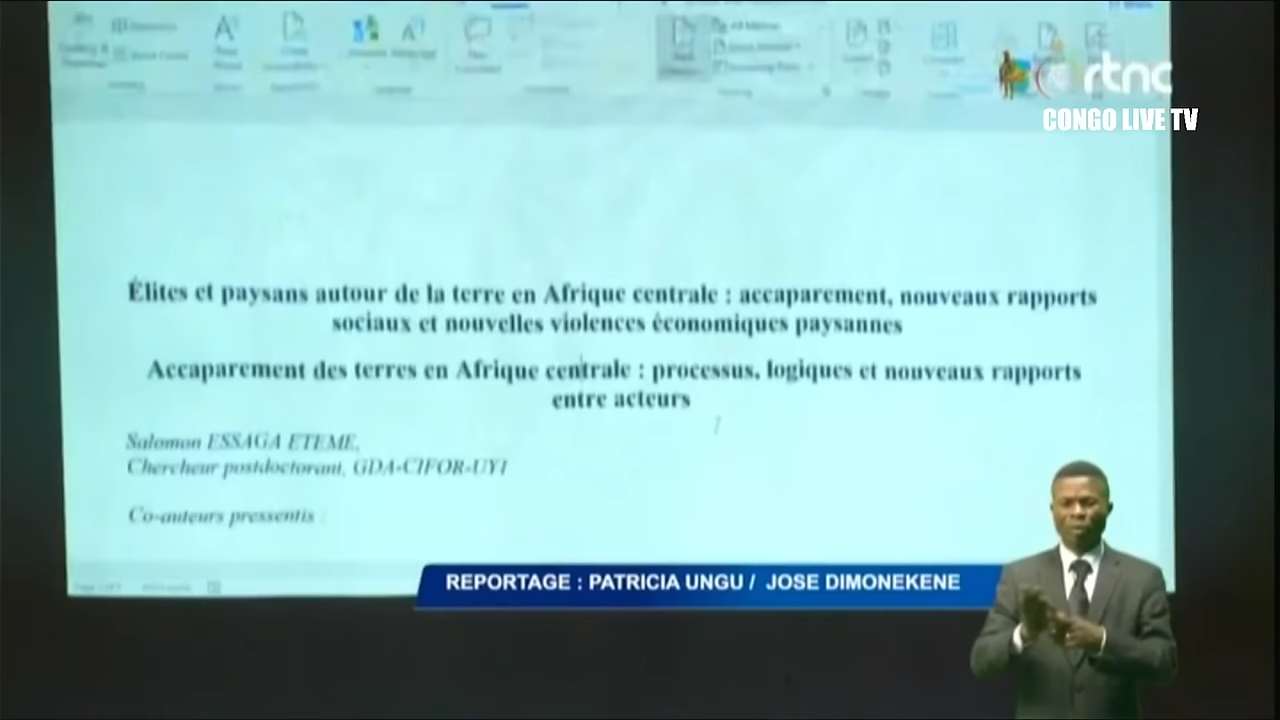 rtnc
CONGO LIVE TV
Élites et paysans autour de la terre en Afrique centrale : accaparement, nouveaux rapports
sociaux et nouvelles violences économiques paysannes
Accaparement des terres en Afrique centrale : processus, logiques et nouveaux rapports
entre acteurs
Salomon ESSAGA ETEME,
Chercheur postdoctorant, GDA-CIFOR-UYI
Co-auteurs pressentis :
REPORTAGE : PATRICIA UNGU / JOSE DIMONEKENE